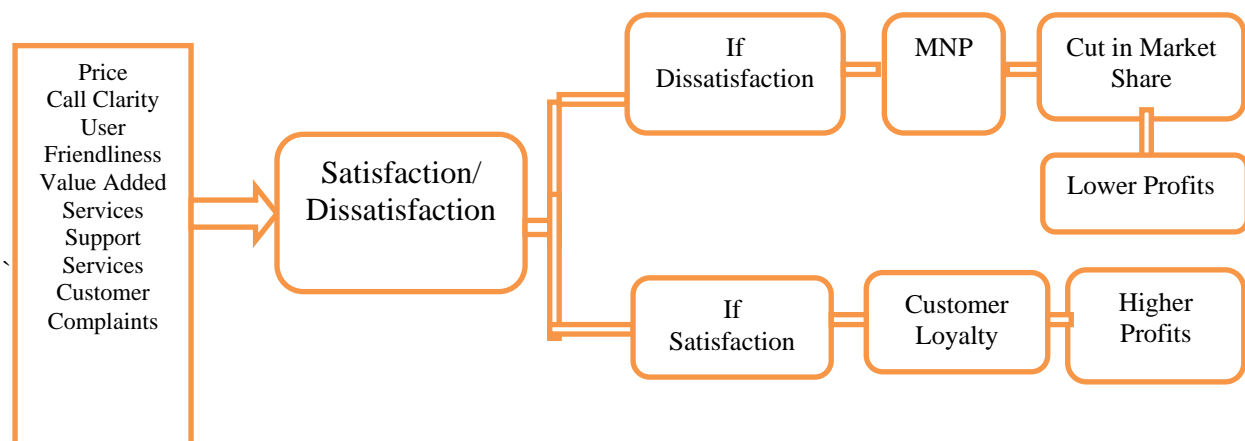 Price
Call Clarity
User
Friendliness
Value Added
Services
Support
Services
Customer
Complaints
`
Satisfaction/
Dissatisfaction
If
Dissatisfaction
MNP
Cut in Market
Share
Lower Profits
If
Satisfaction
Customer
Loyalty
Higher
Profits